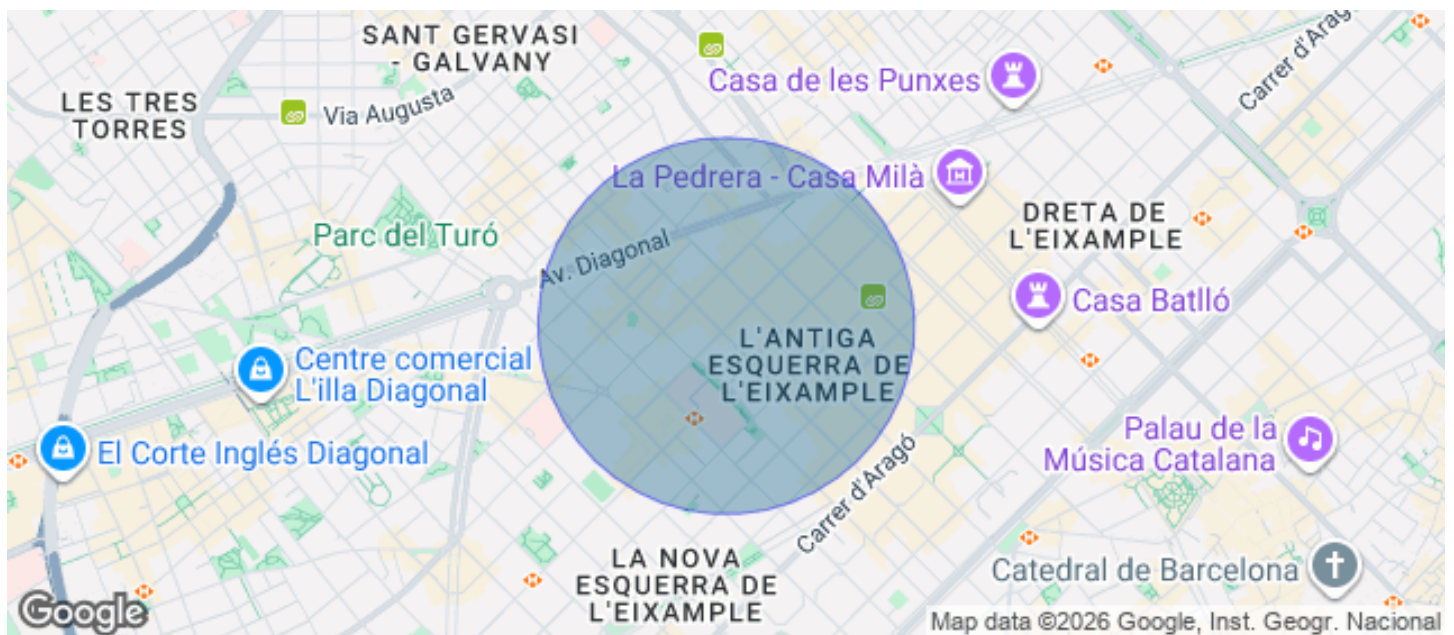 SANT GERVASI
- GALVANY
Carrer d'Arag
Casa de les Punxes
LES TRES
TORRES
Via Augusta
La Pedrera - Casa Milà
DRETA DE
L'EIXAMPLE
Parc del Turó
Av. Diagonal
Casa Batlló
L'ANTIGA
ESQUERRA DE
L'EIXAMPLE
Centre comercial
L'illa Diagonal
El Corte Inglés Diagonal
Palau de la
Música Catalana
Carrer d'Aragó
LA NOVA
ESQUERRA DE
L'EIXAMPLE
Catedral de Barcelona
Google
Map data ©2026 Google, Inst. Geogr. Nacional